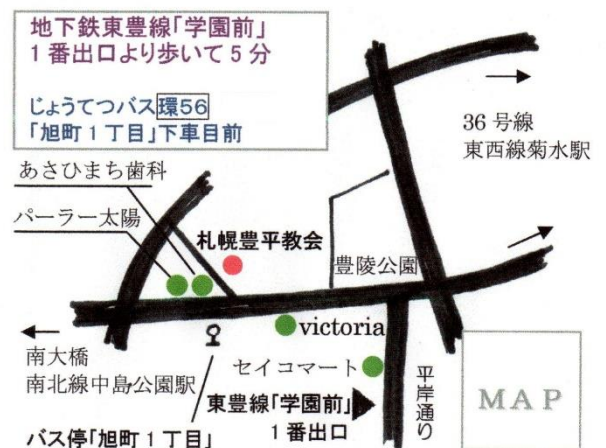 地下鉄東豊線「学園前」
1番出口より歩いて5分
じょうてつバス環56
「旭町1丁目」下車目前
36号線
東西線菊水駅
あさひまち歯科
パーラー太陽
札幌豊平教会
豊陵公園
victoria
南大橋
南北線中島公園駅
セイコマート
平岸通り
東豊線「学園前」
1番出口
バス停「旭町1丁目」
MAP